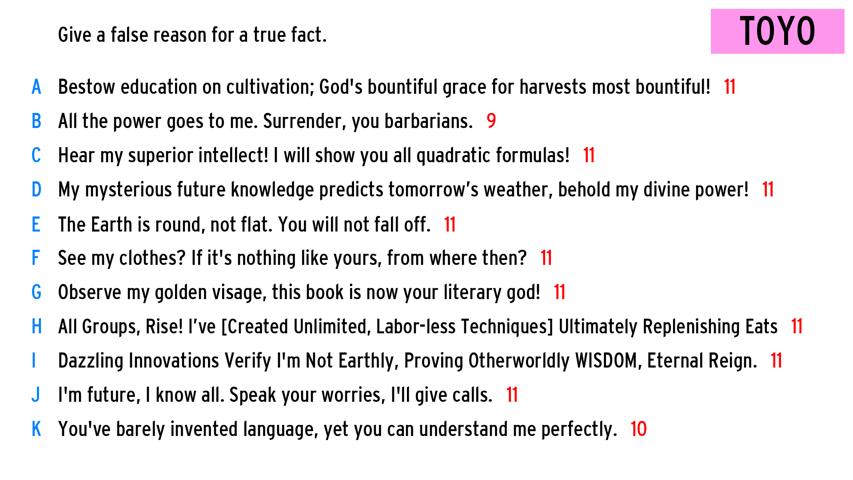 Give a false reason for a true fact.
TOYO
A Bestow education on cultivation; God's bountiful grace for harvests most bountiful! 11
B All the power goes to me. Surrender, you barbarians. 9
C Hear my superior intellect! I will show you all quadratic formulas! 11
D My mysterious future knowledge predicts tomorrow’s weather, behold my divine power! 11
E The Earth is round, not flat. You will not fall off. 11
F See my clothes? If it's nothing like yours, from where then? 11
G Observe my golden visage, this book is now your literary god! 11
H All Groups, Rise! I’ve [Created Unlimited, Labor-less Techniques] Ultimately Replenishing Eats 11
I Dazzling Innovations Verify I'm Not Earthly, Proving Otherworldly WISDOM, Eternal Reign. 11
J I'm future, I know all. Speak your worries, I'll give calls. 11
K You've barely invented language, yet you can understand me perfectly. 10